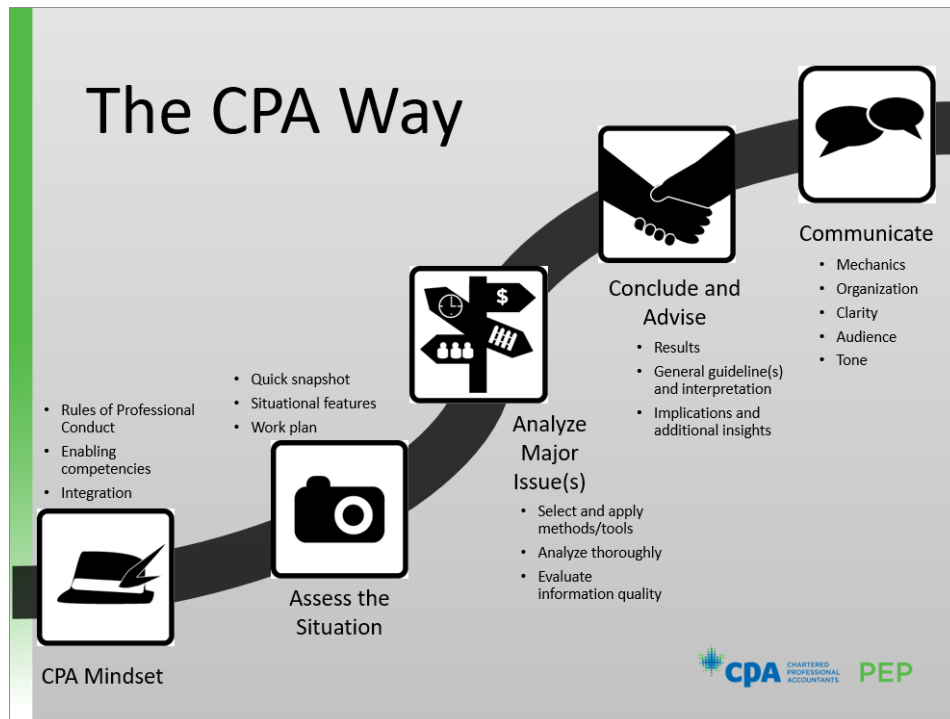 The CPA Way
• Rules of Professional
Conduct
• Enabling
competencies
• Integration
CPA Mindset
• Quick snapshot
• Situational features
• Work plan
Assess the
Situation
$
Analyze
Major
Issue(s)
• Select and apply
methods/tools
• Analyze thoroughly
• Evaluate
information quality
Conclude and
Advise
• Results
• General guideline(s)
and interpretation
• Implications and
additional insights
Communicate
• Mechanics
• Organization
• Clarity
• Audience
• Tone
CPA
CHARTERED
PROFESSIONAL
ACCOUNTANTS
PEP